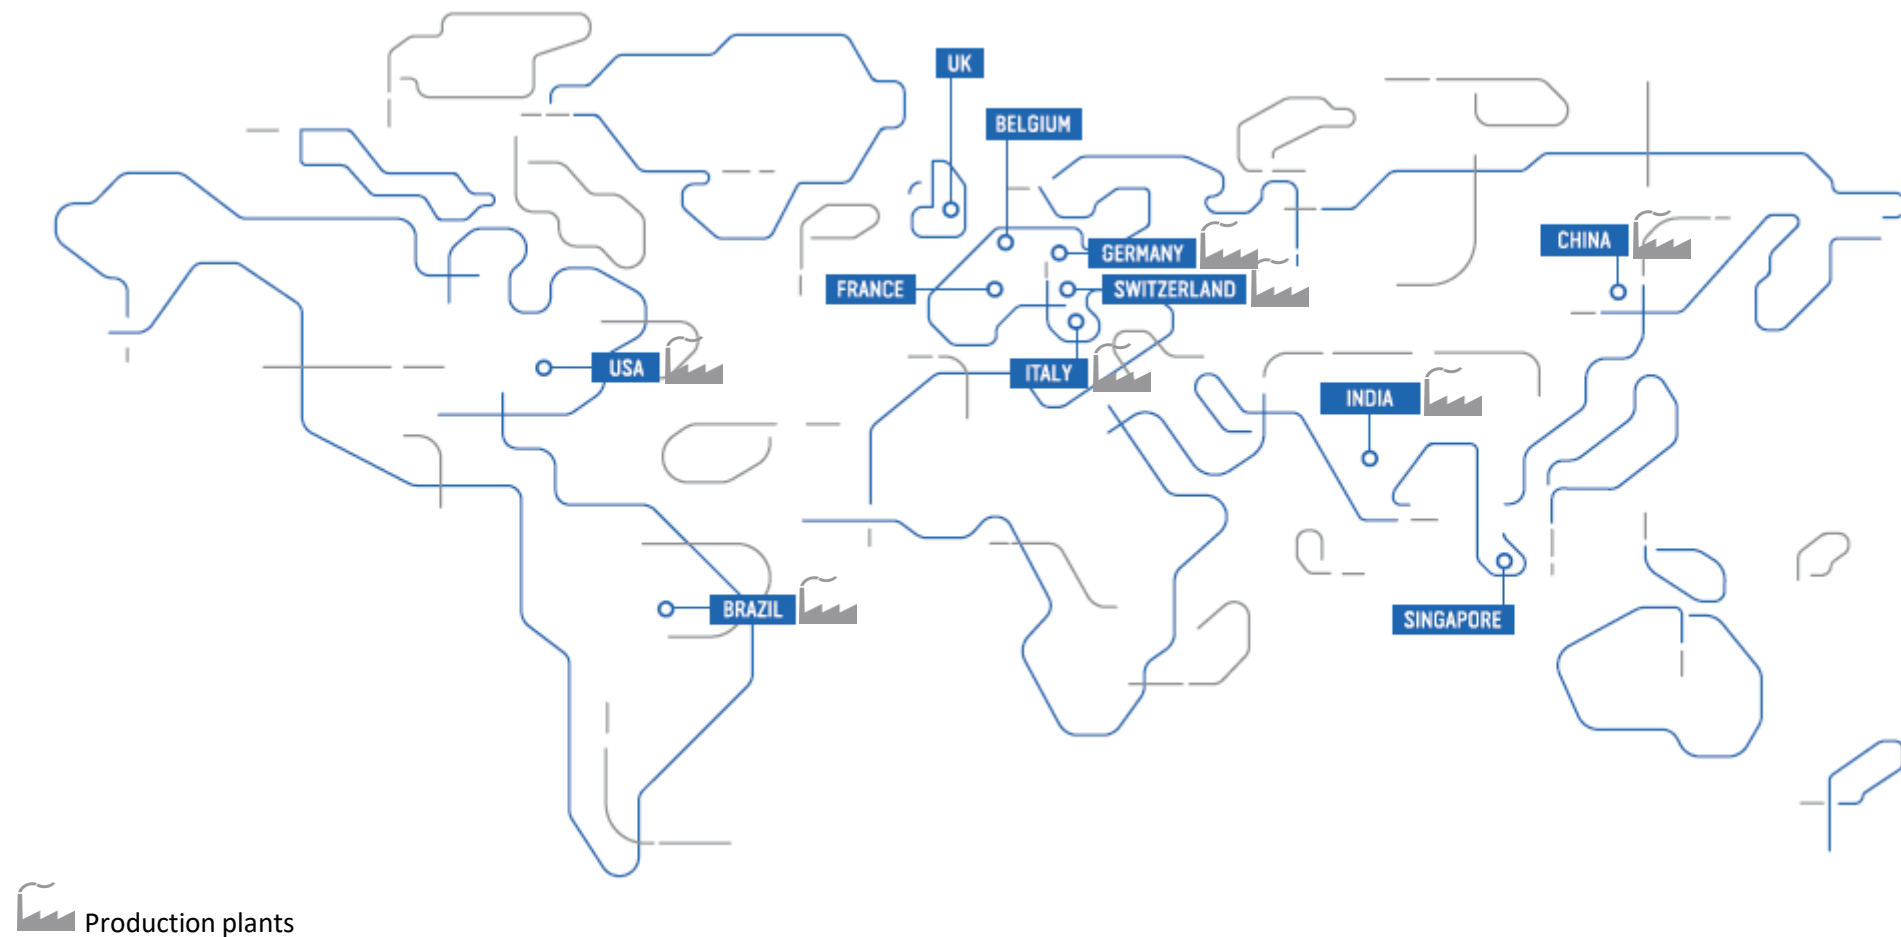 UK
BELGIUM
CHINA
GERMANY
FRANCE
SWITZERLAND
USA
ITALY
INDIA
BRAZIL
SINGAPORE
Production plants